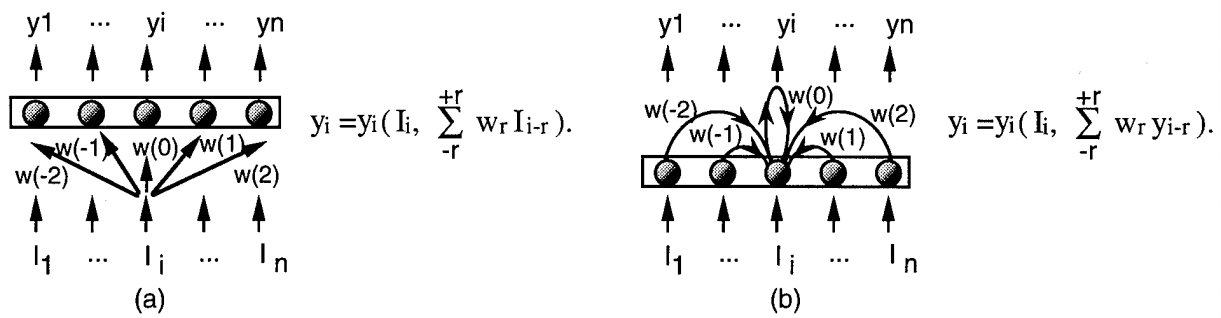 y1 ... yi ... yn
w(-2) w(-1) w(0) w(1) w(2)
I1 ... Ii ... In
(a)
yi =yi( Ii, +r ∑ -r wr Ii-r ).
y1 ... yi ... yn
w(-2) w(-1) w(0) w(1) w(2)
I1 ... Ii ... In
(b)
yi =yi( Ii, +r ∑ -r wr yi-r ).